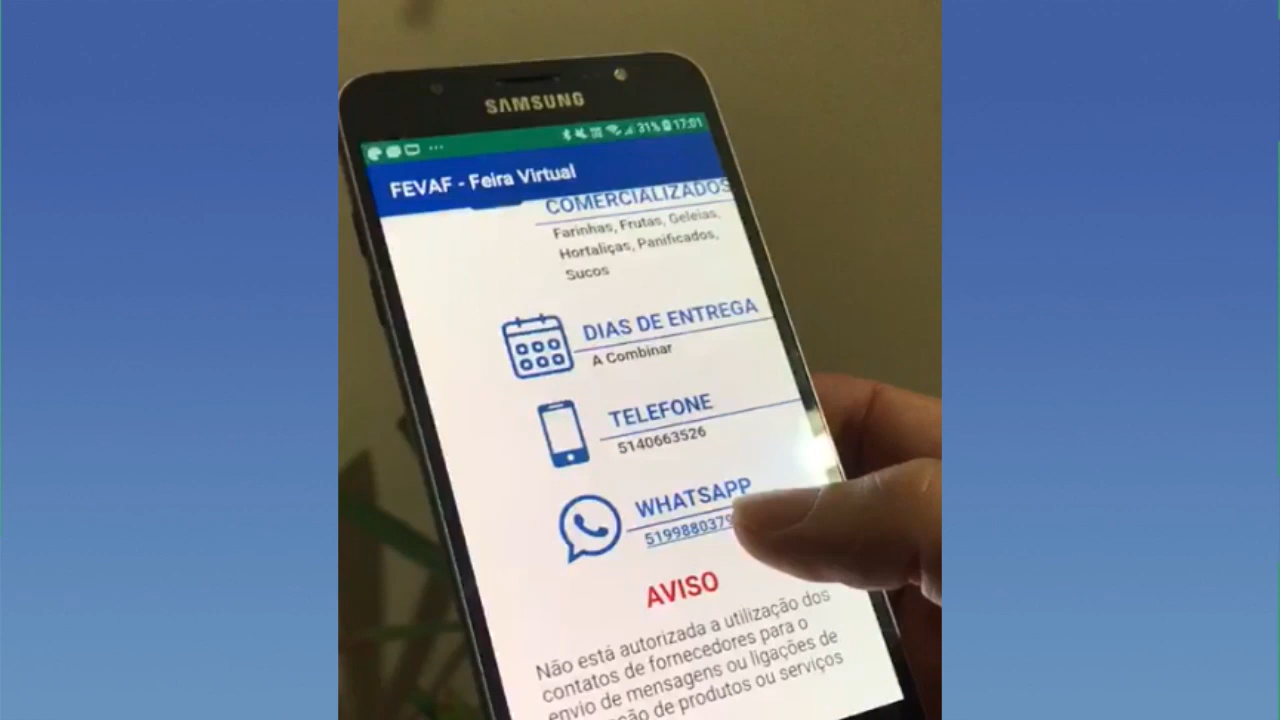 SAMSUNG
31% 17:01
FEVAF - Feira Virtual
COMERCIALIZADOS
Farinhas, Frutas, Geleias,
Hortaliças, Panificados,
Sucos
DIAS DE ENTREGA
A Combinar
TELEFONE
5140663526
WHATSAPP
519988037
AVISO
Não está autorizada a utilização dos
contatos de fornecedores para o
envio de mensagens ou ligações de
de produtos ou serviços